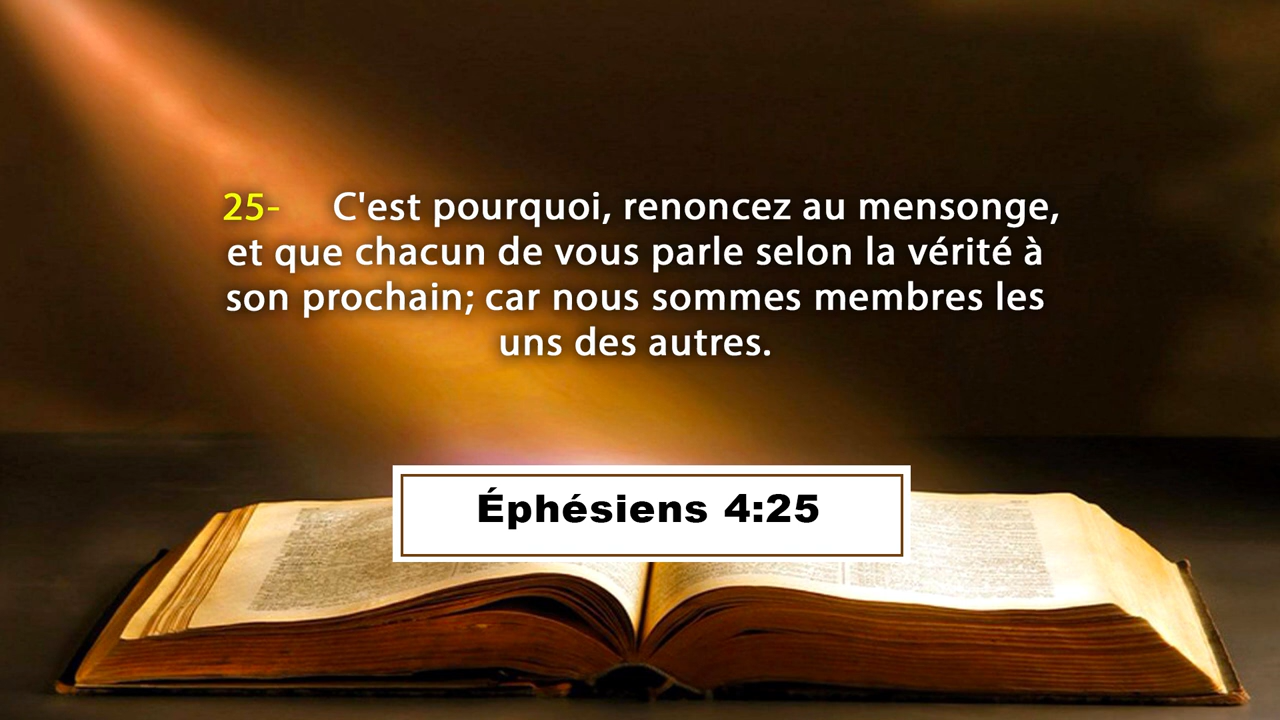 25- C'est pourquoi, renoncez au mensonge,
et que chacun de vous parle selon la vérité à
son prochain; car nous sommes membres les
uns des autres.
Éphésiens 4:25